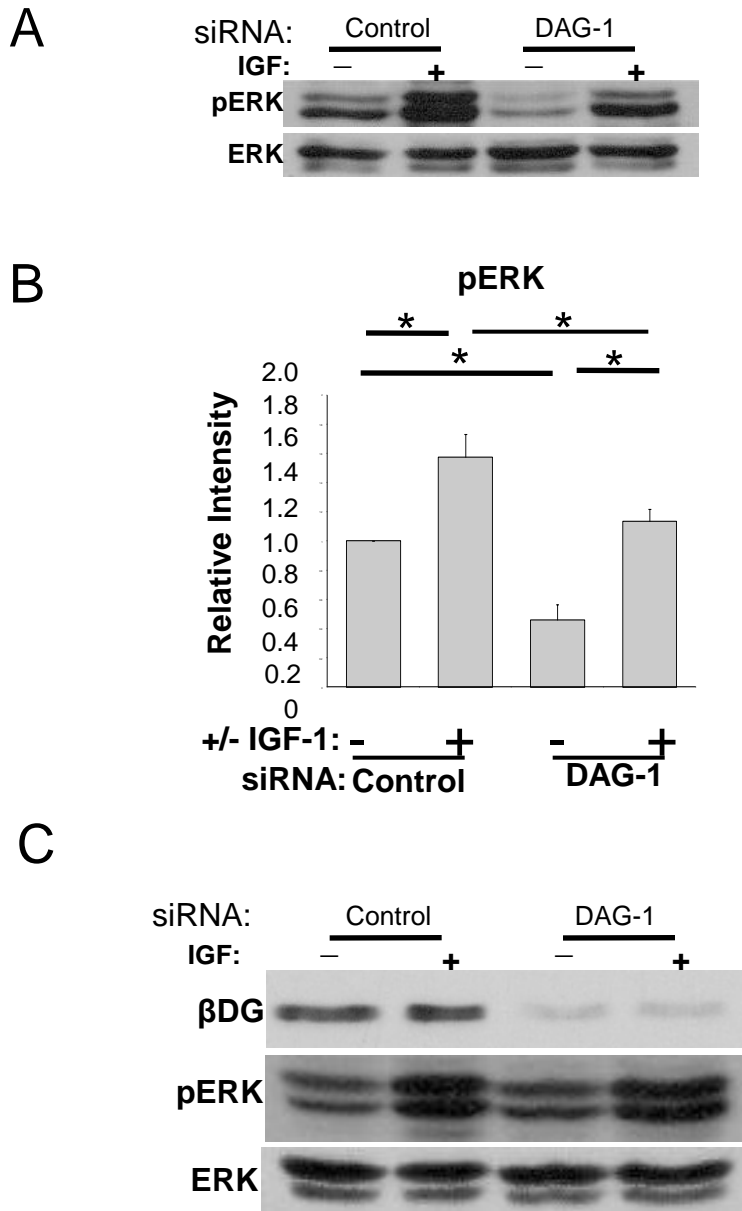 A
siRNA: Control DAG-1
IGF: – + – +
pERK
ERK
B
pERK
* *
* *
2.0
1.8
1.6
1.4
1.2
1.0
0.8
0.6
0.4
0.2
0
Relative Intensity
+/- IGF-1: - + - +
siRNA: Control DAG-1
C
siRNA: Control DAG-1
IGF: – + – +
βDG
pERK
ERK